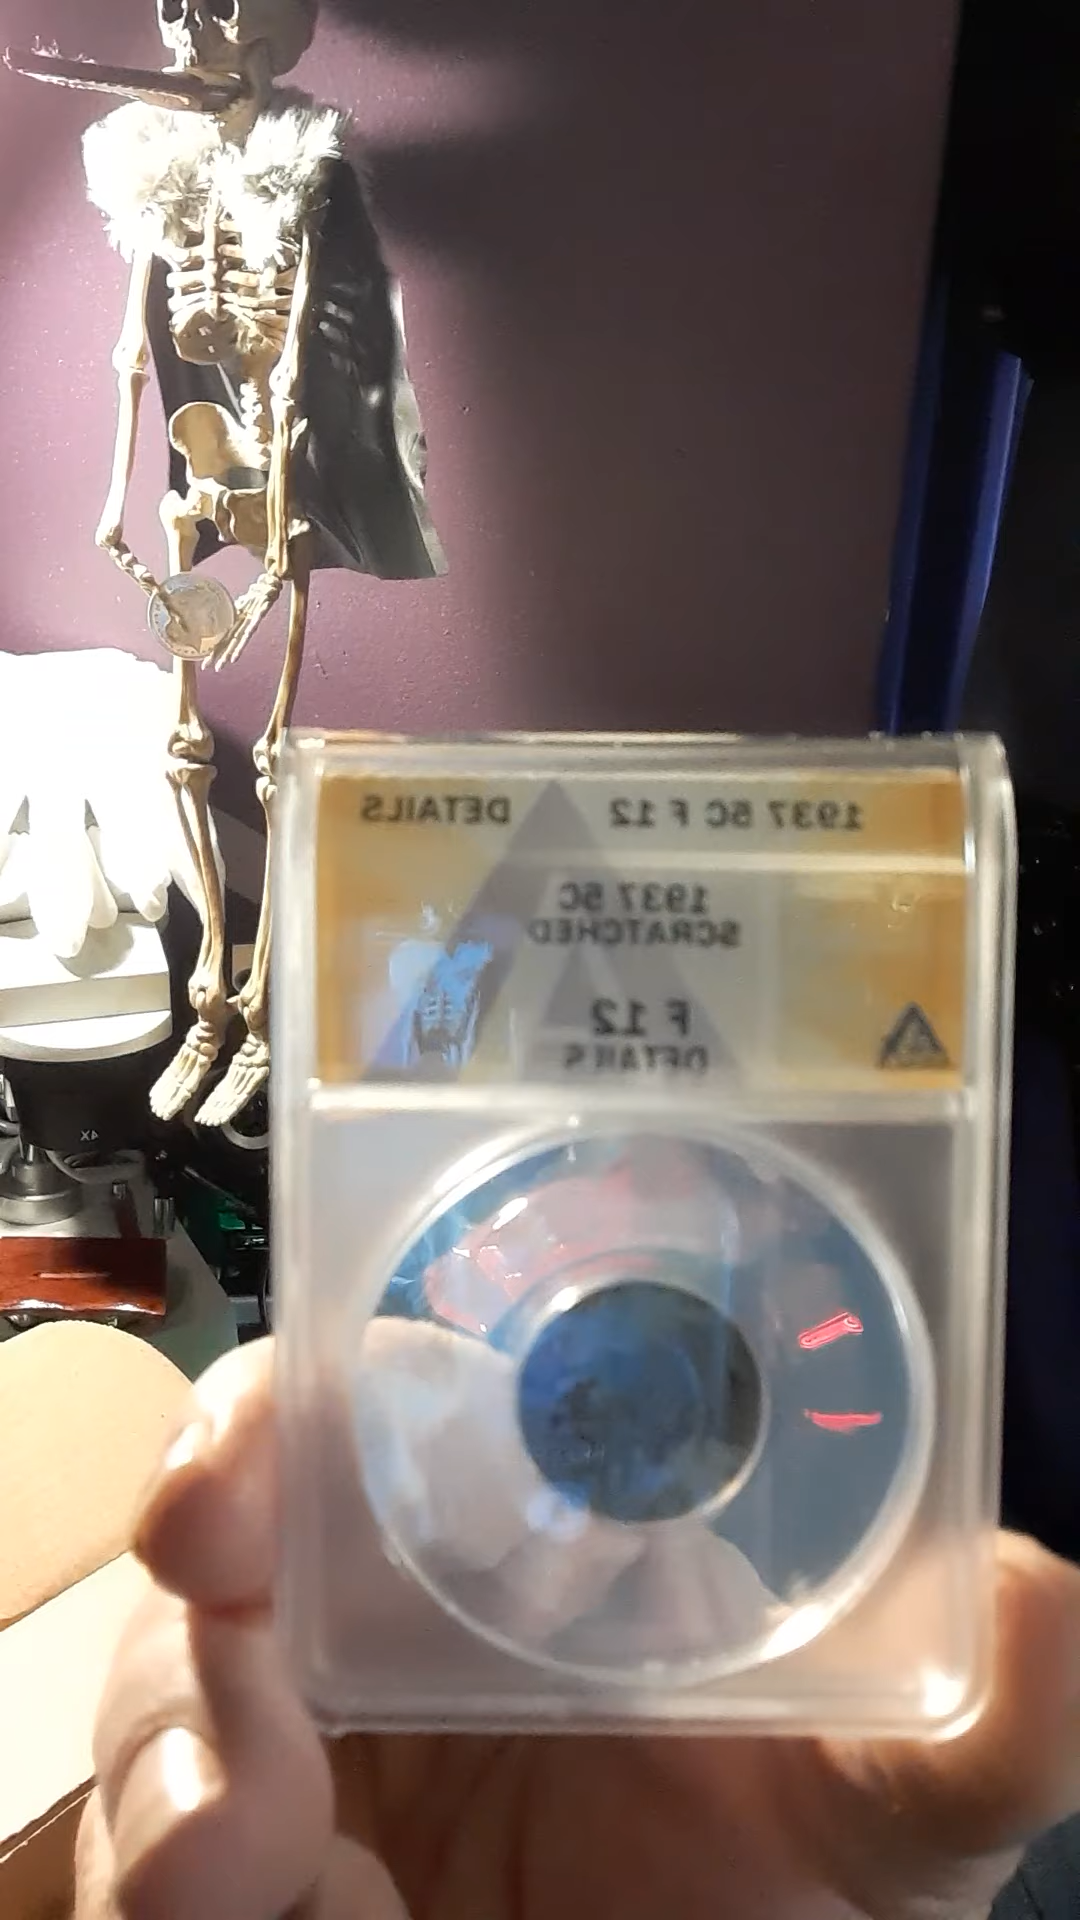 1937 5C F 12 DETAILS
1937 5C
SCRATCHED
F 12
DETAILS
4X